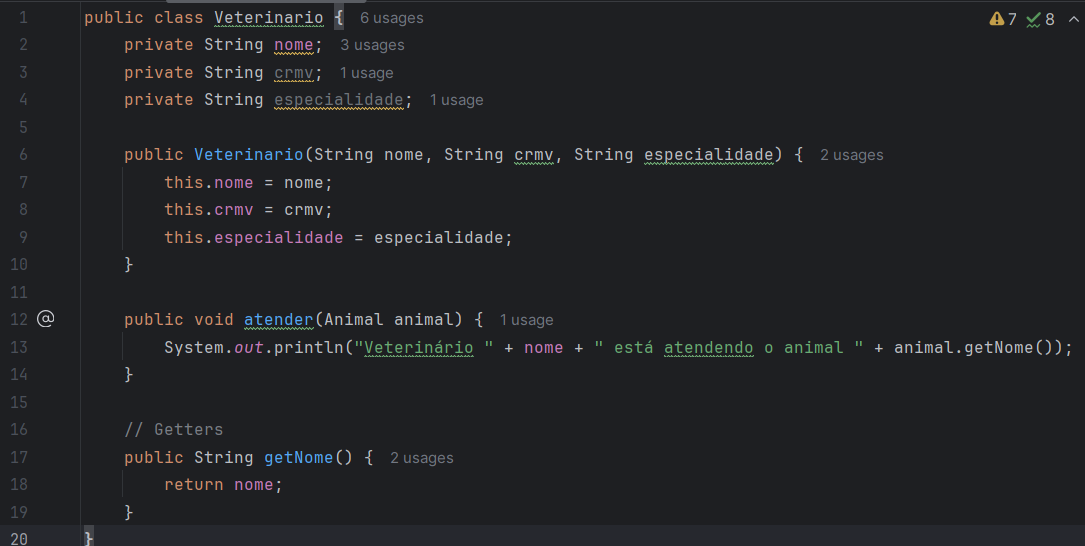 1 public class Veterinario { 6 usages 7 8
2 private String nome; 3 usages
3 private String crmv; 1 usage
4 private String especialidade; 1 usage
5
6 public Veterinario(String nome, String crmv, String especialidade) { 2 usages
7 this.nome = nome;
8 this.crmv = crmv;
9 this.especialidade = especialidade;
10 }
11
12 @ public void atender(Animal animal) { 1 usage
13 System.out.println("Veterinário " + nome + " está atendendo o animal " + animal.getNome());
14 }
15
16 // Getters
17 public String getNome() { 2 usages
18 return nome;
19 }
20 }